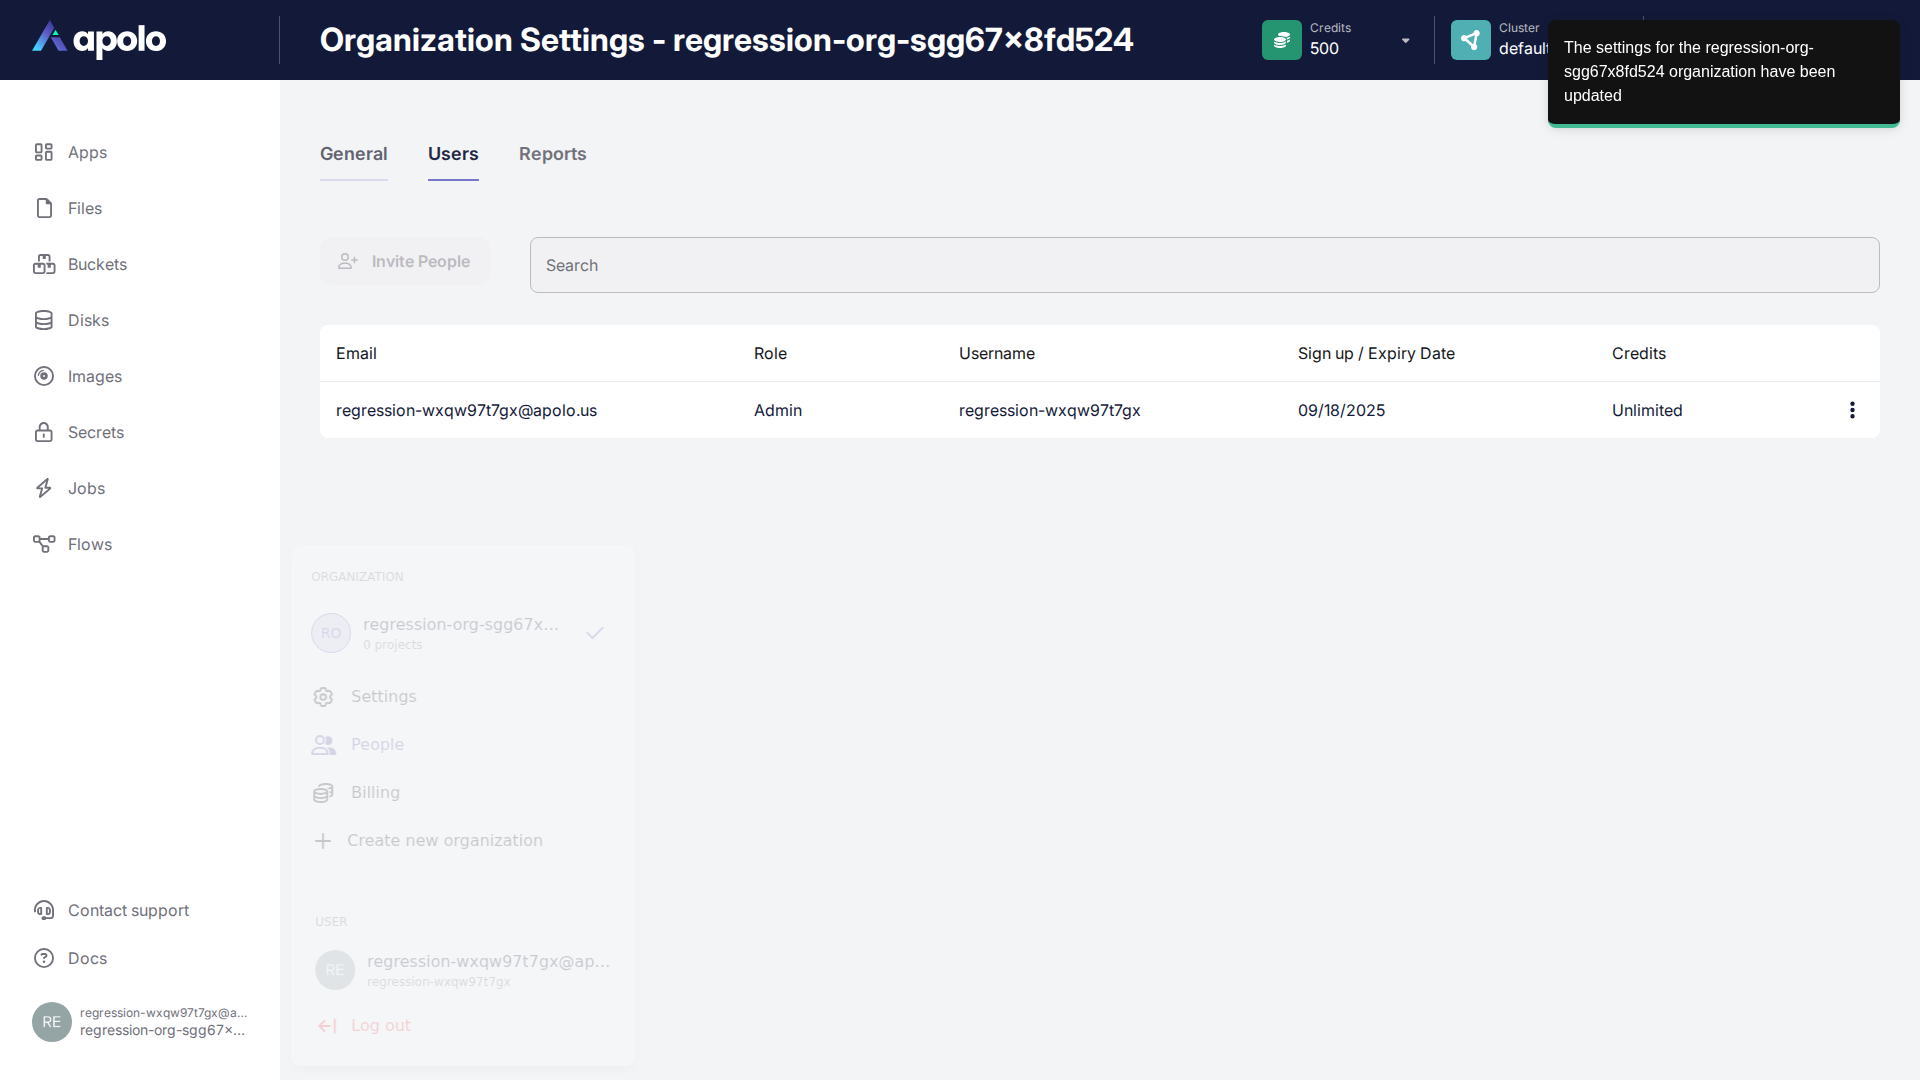 apolo
Organization Settings - regression-org-sgg67x8fd524
Credits
500
Cluster
default
The settings for the regression-org-
sgg67x8fd524 organization have been
updated
Apps
Files
Buckets
Disks
Images
Secrets
Jobs
Flows
Contact support
Docs
RE
regression-wxqw97t7gx@a...
regression-org-sgg67x...
General
Users
Reports
Invite People
Search
Email
Role
Username
Sign up / Expiry Date
Credits
regression-wxqw97t7gx@apolo.us
Admin
regression-wxqw97t7gx
09/18/2025
Unlimited
ORGANIZATION
RO
regression-org-sgg67x...
0 projects
Settings
People
Billing
Create new organization
USER
RE
regression-wxqw97t7gx@ap...
regression-wxqw97t7gx
Log out